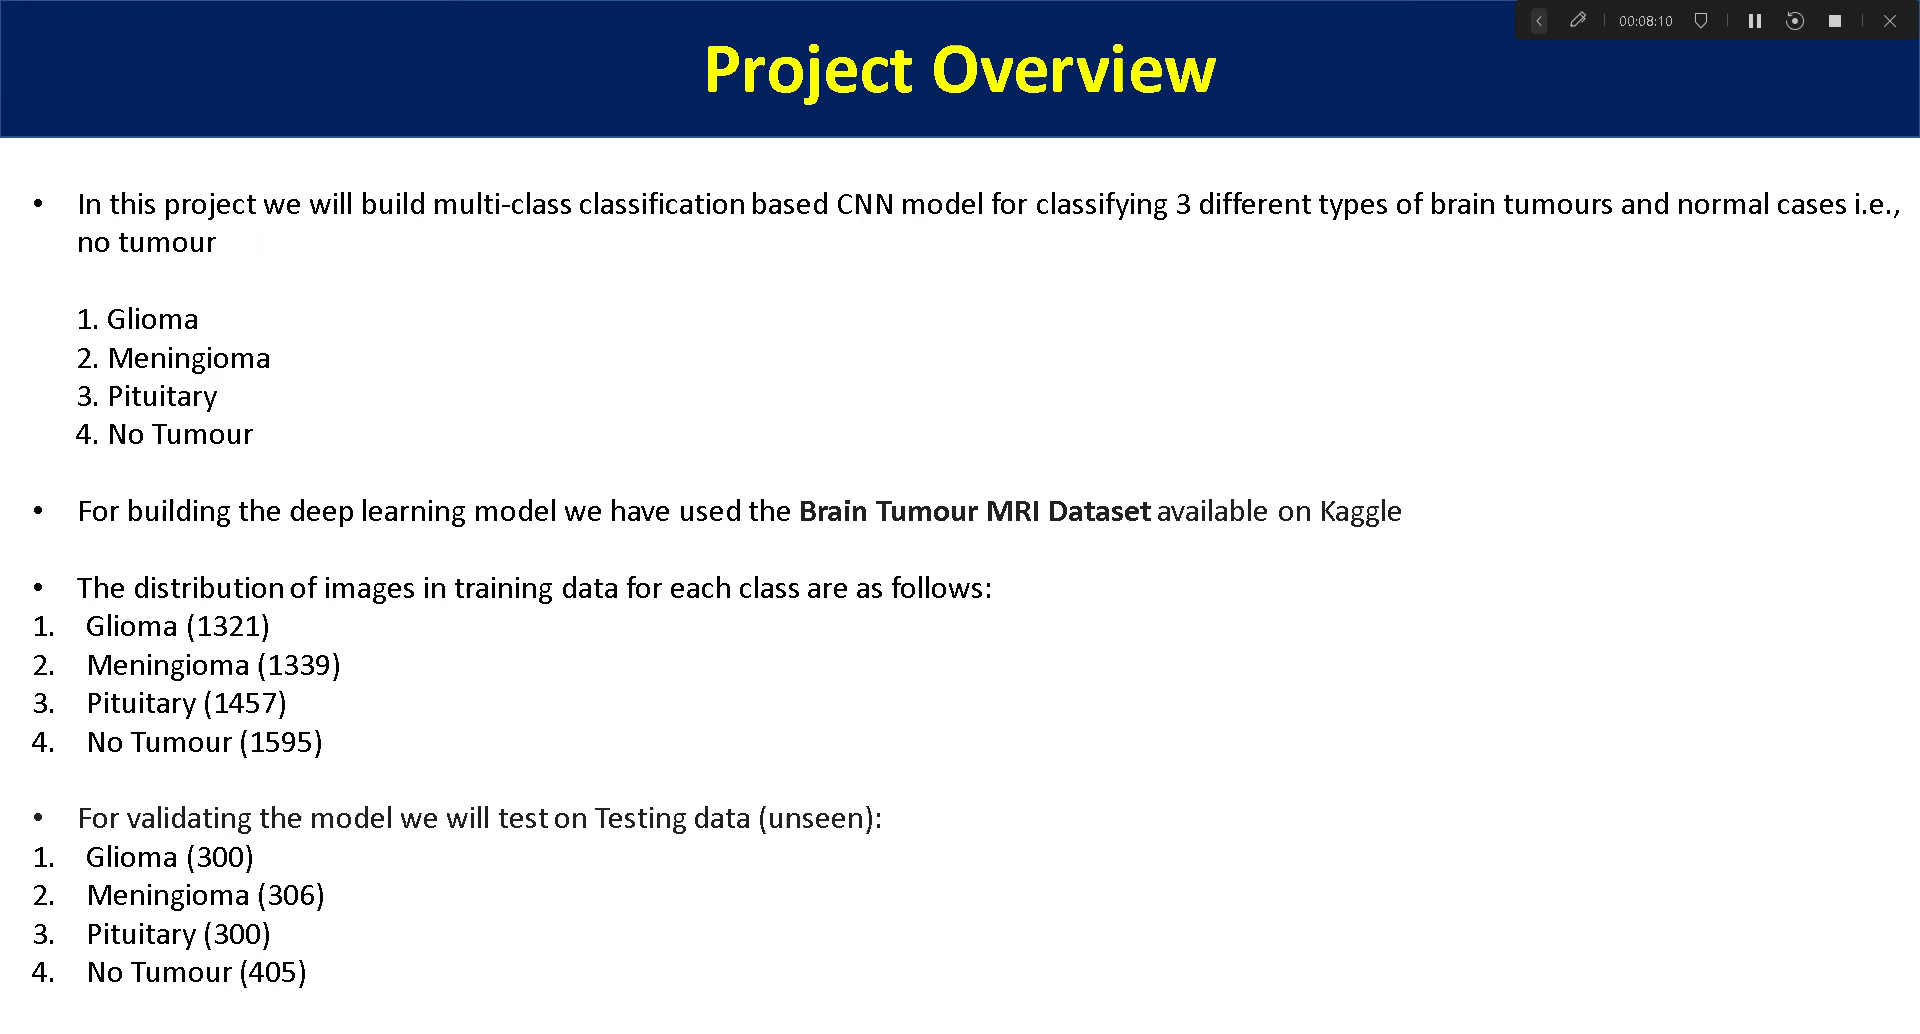 00:08:10
Project Overview
• In this project we will build multi-class classification based CNN model for classifying 3 different types of brain tumours and normal cases i.e.,
no tumour
1. Glioma
2. Meningioma
3. Pituitary
4. No Tumour
• For building the deep learning model we have used the Brain Tumour MRI Dataset available on Kaggle
• The distribution of images in training data for each class are as follows:
1. Glioma (1321)
2. Meningioma (1339)
3. Pituitary (1457)
4. No Tumour (1595)
• For validating the model we will test on Testing data (unseen):
1. Glioma (300)
2. Meningioma (306)
3. Pituitary (300)
4. No Tumour (405)